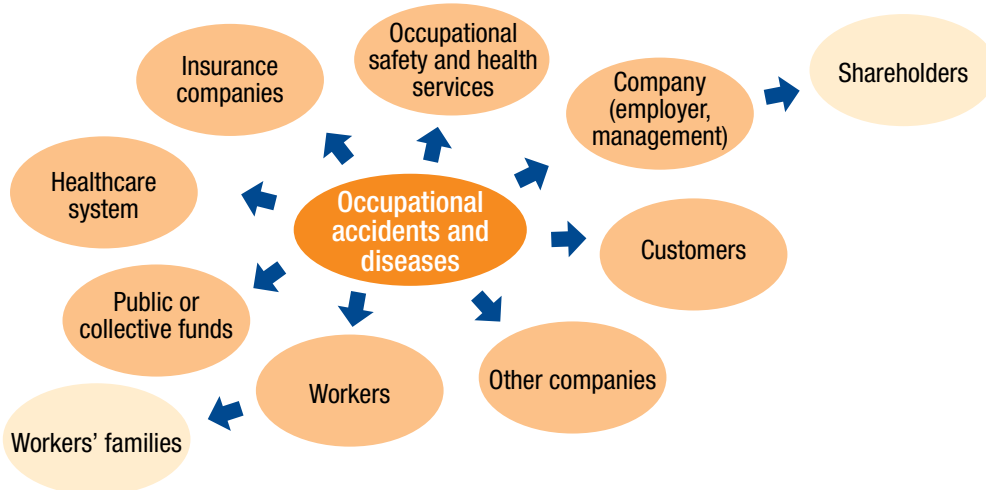 Occupational
safety and health
services
Insurance
companies
Company
(employer,
management)
Shareholders
Healthcare
system
Occupational
accidents and
diseases
Customers
Public or
collective funds
Workers
Other companies
Workers’ families